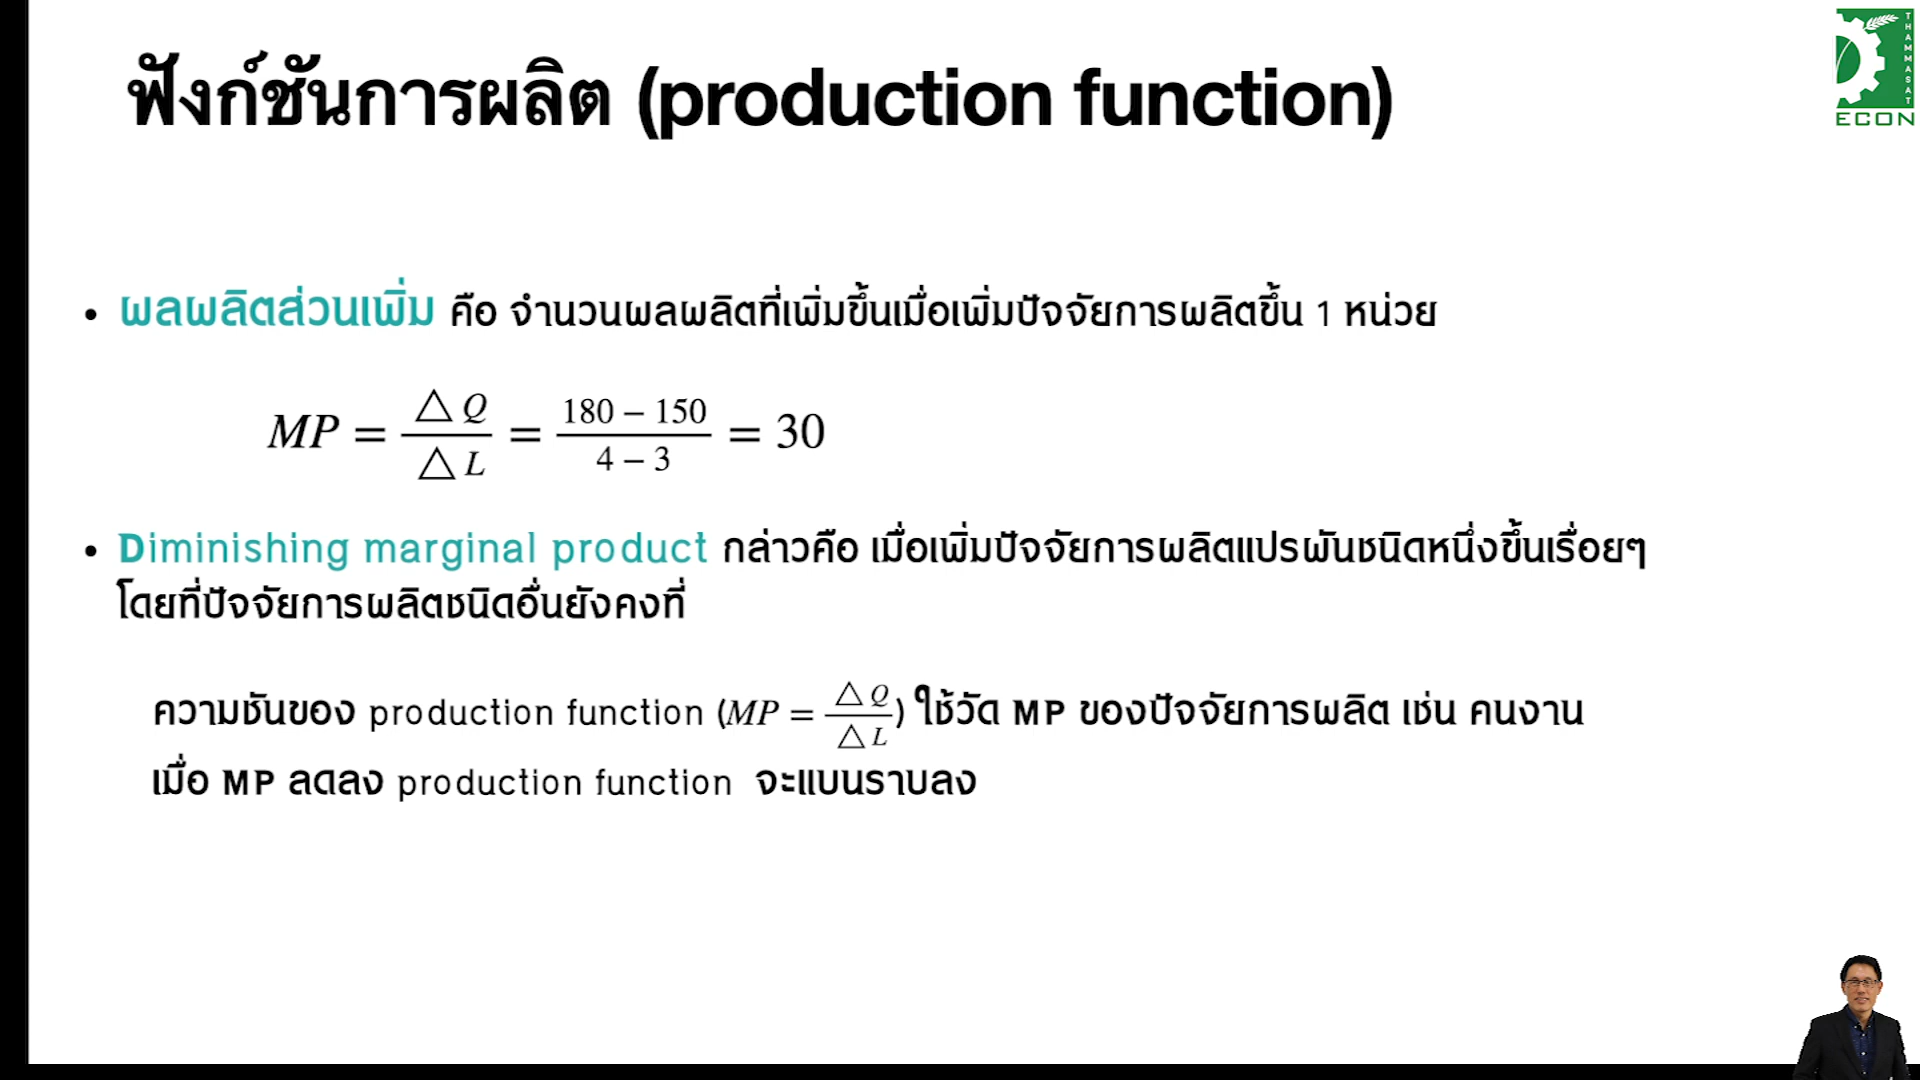 ฟังก์ชันการผลิต (production function)
THAMMASAT
ECON
• ผลผลิตส่วนเพิ่ม คือ จำนวนผลผลิตที่เพิ่มขึ้นเมื่อเพิ่มปัจจัยการผลิตขึ้น 1 หน่วย
MP = △Q / △L = (180 − 150) / (4 − 3) = 30
• Diminishing marginal product กล่าวคือ เมื่อเพิ่มปัจจัยการผลิตแปรผันชนิดหนึ่งขึ้นเรื่อยๆ
โดยที่ปัจจัยการผลิตชนิดอื่นยังคงที่
ความชันของ production function (MP = △Q / △L) ใช้วัด MP ของปัจจัยการผลิต เช่น คนงาน
เมื่อ MP ลดลง production function จะแบนราบลง